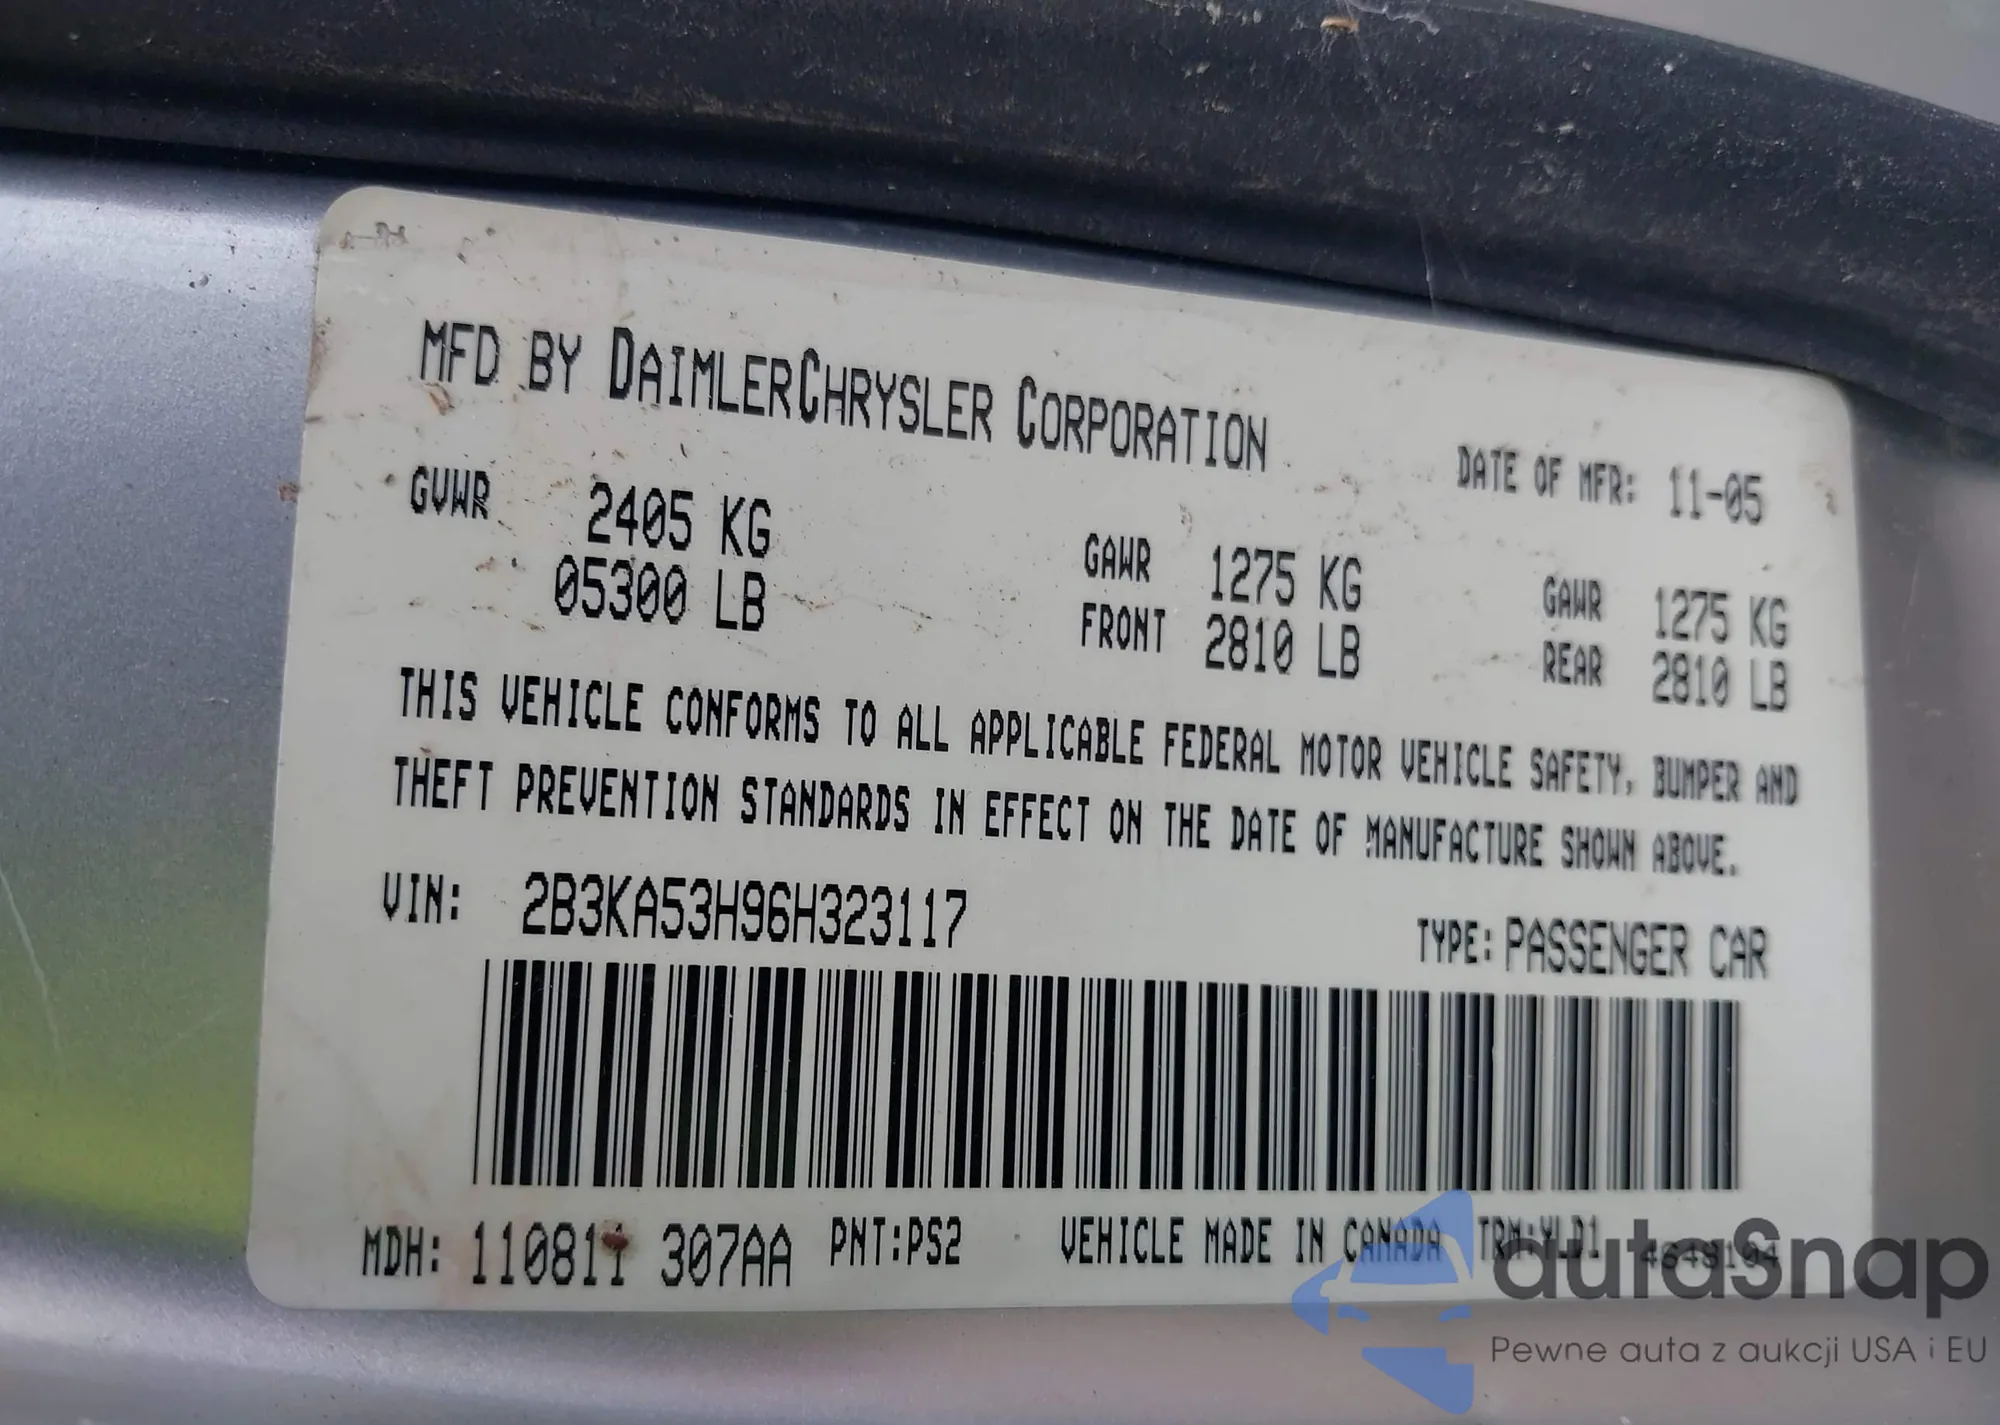 MFD BY DAIMLERCHRYSLER CORPORATION
DATE OF MFR: 11-05
GVWR 2405 KG
05300 LB
GAWR 1275 KG
FRONT 2810 LB
GAWR 1275 KG
REAR 2810 LB
THIS VEHICLE CONFORMS TO ALL APPLICABLE FEDERAL MOTOR VEHICLE SAFETY, BUMPER AND
THEFT PREVENTION STANDARDS IN EFFECT ON THE DATE OF MANUFACTURE SHOWN ABOVE.
VIN: 2B3KA53H96H323117
TYPE: PASSENGER CAR
MDH: 110811 307AA PNT:PS2 VEHICLE MADE IN CANADA
autaSnap
Pewne auta z aukcji USA i EU